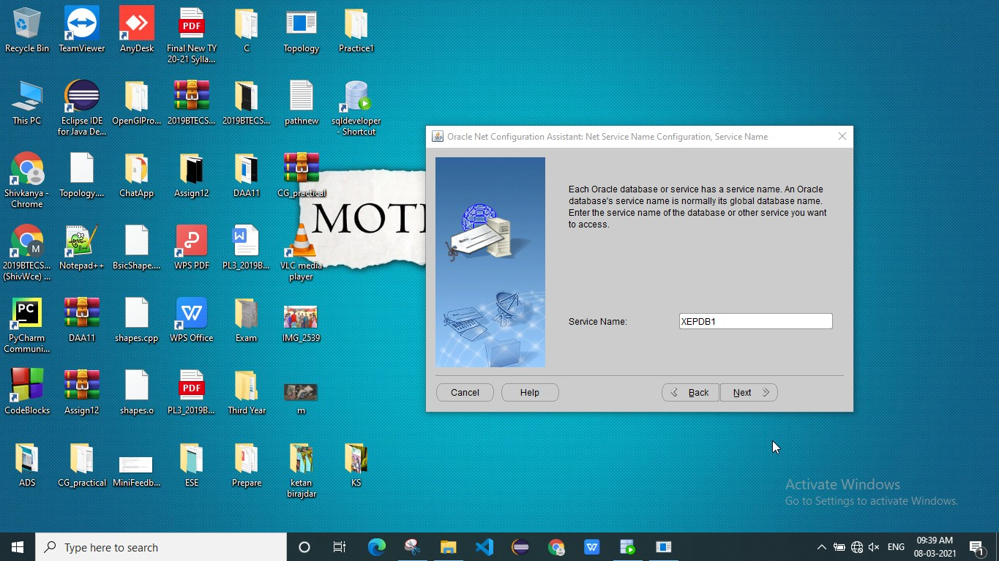 Recycle Bin
TeamViewer
AnyDesk
PDF
Final New TY
20-21 Sylla...
C
Topology
Practice1
This PC
Eclipse IDE
for Java De...
OpenGlPro...
2019BTECS...
2019BTECS...
pathnew
sqldeveloper
- Shortcut
Shivkanya -
Chrome
Topology....
ChatApp
Assign12
DAA11
CG_practical
M
2019BTECS...
(ShivWce) ...
Notepad++
BsicShape....
WPS PDF
W
PL3_2019B...
VLC media
player
PC
PyCharm
Communi...
DAA11
shapes.cpp
W
WPS Office
Exam
IMG_2539
CodeBlocks
Assign12
shapes.o
PDF
PL3_2019B...
Third Year
m
ADS
CG_practical
MiniFeedb...
ESE
Prepare
ketan
birajdar
KS
MOTI
Oracle Net Configuration Assistant: Net Service Name Configuration, Service Name
Each Oracle database or service has a service name. An Oracle
database's service name is normally its global database name.
Enter the service name of the database or other service you want
to access.
Service Name:
XEPDB1
Cancel
Help
Back
Next
Activate Windows
Go to Settings to activate Windows.
Type here to search
W
ENG
09:39 AM
08-03-2021
1